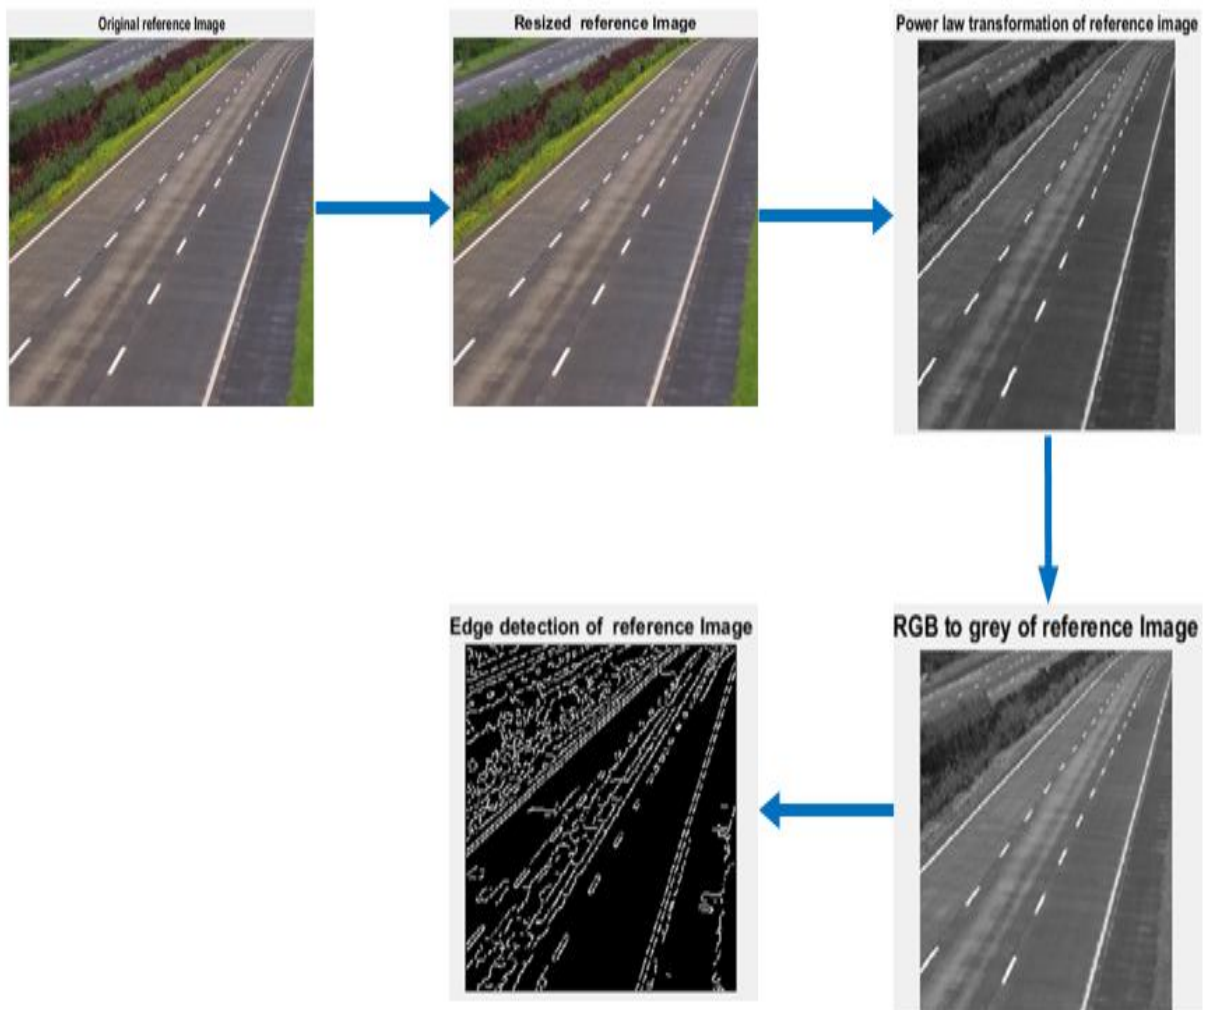 Original reference Image
Resized reference Image
Power law transformation of reference image
RGB to grey of reference Image
Edge detection of reference Image